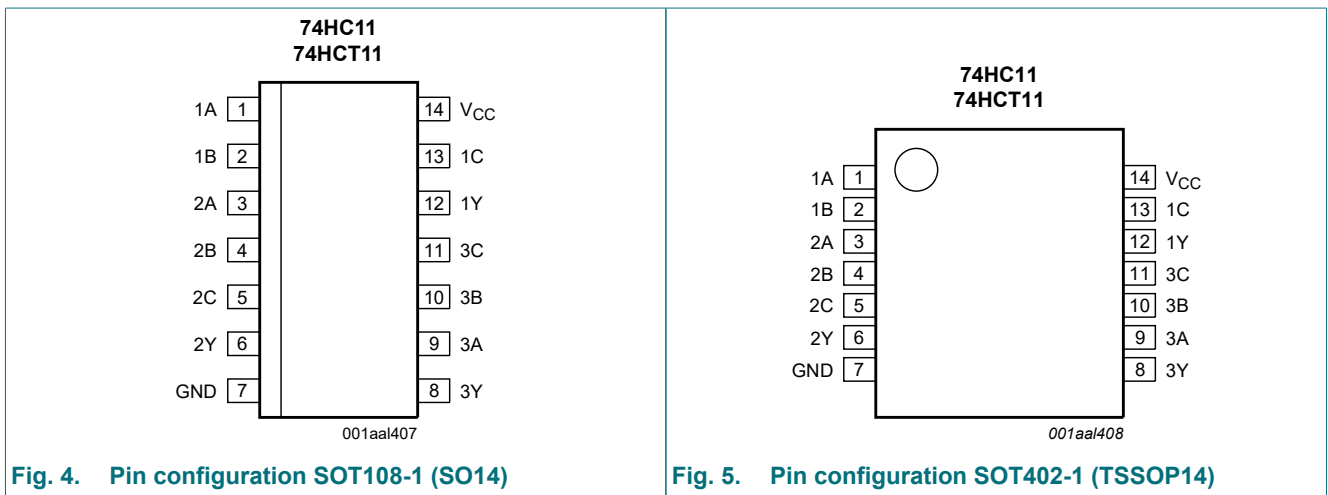 74HC11
74HCT11
1A 1
14 VCC
1B 2
13 1C
2A 3
12 1Y
2B 4
11 3C
2C 5
10 3B
2Y 6
9 3A
GND 7
8 3Y
001aal407
Fig. 4. Pin configuration SOT108-1 (SO14)
74HC11
74HCT11
1A 1
14 VCC
1B 2
13 1C
2A 3
12 1Y
2B 4
11 3C
2C 5
10 3B
2Y 6
9 3A
GND 7
8 3Y
001aal408
Fig. 5. Pin configuration SOT402-1 (TSSOP14)